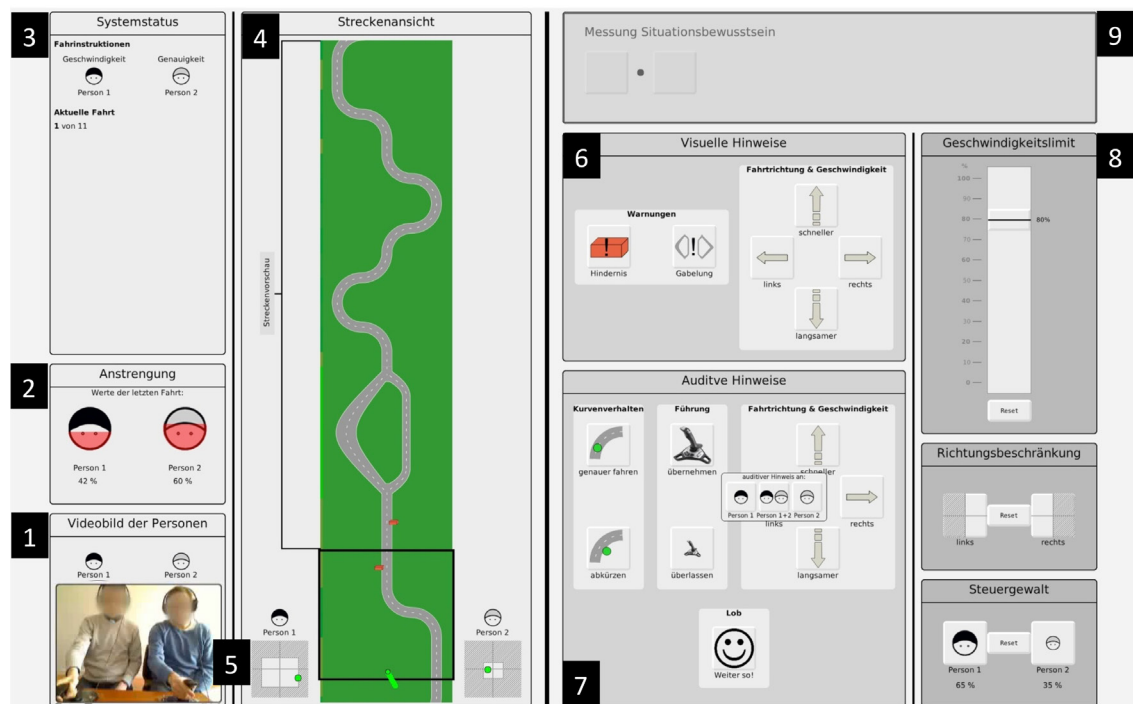 3
Systemstatus
Fahrinstruktionen
Geschwindigkeit Genauigkeit
Person 1 Person 2
Aktuelle Fahrt
1 von 11
2
Anstrengung
Werte der letzten Fahrt:
Person 1 Person 2
42 % 60 %
1
Videobild der Personen
Person 1 Person 2
4
Streckenansicht
Streckenvorschau
5
Person 1
Person 2
9
Messung Situationsbewusstsein
6
Visuelle Hinweise
Warnungen
Hindernis Gabelung
Fahrtrichtung & Geschwindigkeit
schneller
links rechts
langsamer
7
Auditve Hinweise
Kurvenverhalten
genauer fahren
abkürzen
Führung
übernehmen
überlassen
Fahrtrichtung & Geschwindigkeit
schneller
auditiver Hinweis an:
Person 1 Person 1+2 Person 2
links rechts
langsamer
Lob
Weiter so!
8
Geschwindigkeitslimit
%
100
90
80
80%
70
60
50
40
30
20
10
0
Reset
Richtungsbeschränkung
Reset
links rechts
Steuergewalt
Reset
Person 1 Person 2
65 % 35 %